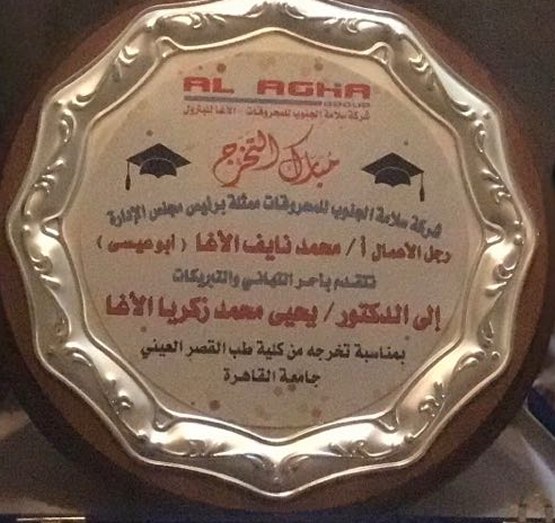 AL AGHA
GROUP
شركة سلامة الجنوب للمحروقات - الآغا للبترول
مبارك التخرج
شركة سلامة الجنوب للمحروقات ممثلة برئيس مجلس الإدارة
رجل الأعمال أ/ محمد نايف الأغا ( أبوعيسى )
تتقدم بأحر التهاني والتبريكات
إلى الدكتور/ يحيى محمد زكريا الأغا
بمناسبة تخرجه من كلية طب القصر العيني
جامعة القاهرة